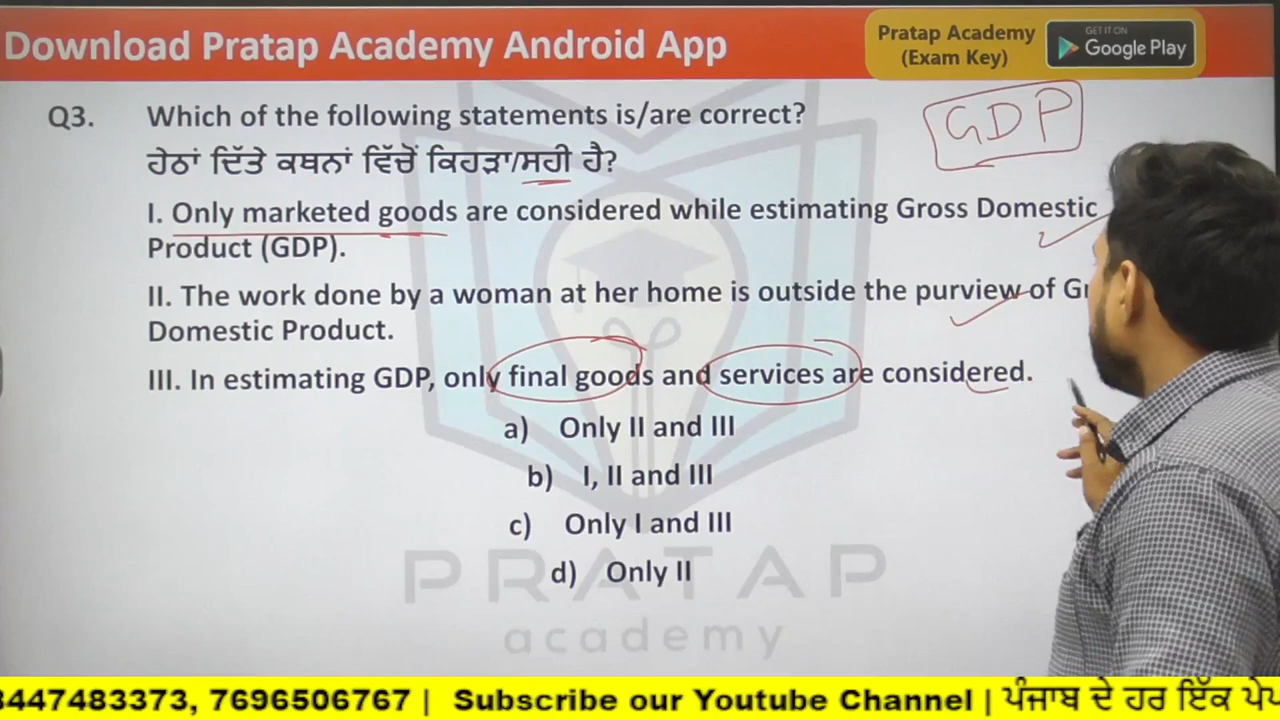 Download Pratap Academy Android App
Pratap Academy
(Exam Key)
GET IT ON
Google Play
GDP
Q3. Which of the following statements is/are correct?
ਹੇਠਾਂ ਦਿੱਤੇ ਕਥਨਾਂ ਵਿੱਚੋਂ ਕਿਹੜਾ/ਸਹੀ ਹੈ?
I. Only marketed goods are considered while estimating Gross Domestic
Product (GDP).
II. The work done by a woman at her home is outside the purview of
Domestic Product.
III. In estimating GDP, only final goods and services are considered.
a) Only II and III
b) I, II and III
c) Only I and III
d) Only II
PRATAP
academy
8447483373, 7696506767 | Subscribe our Youtube Channel | ਪੰਜਾਬ ਦੇ ਹਰ ਇੱਕ